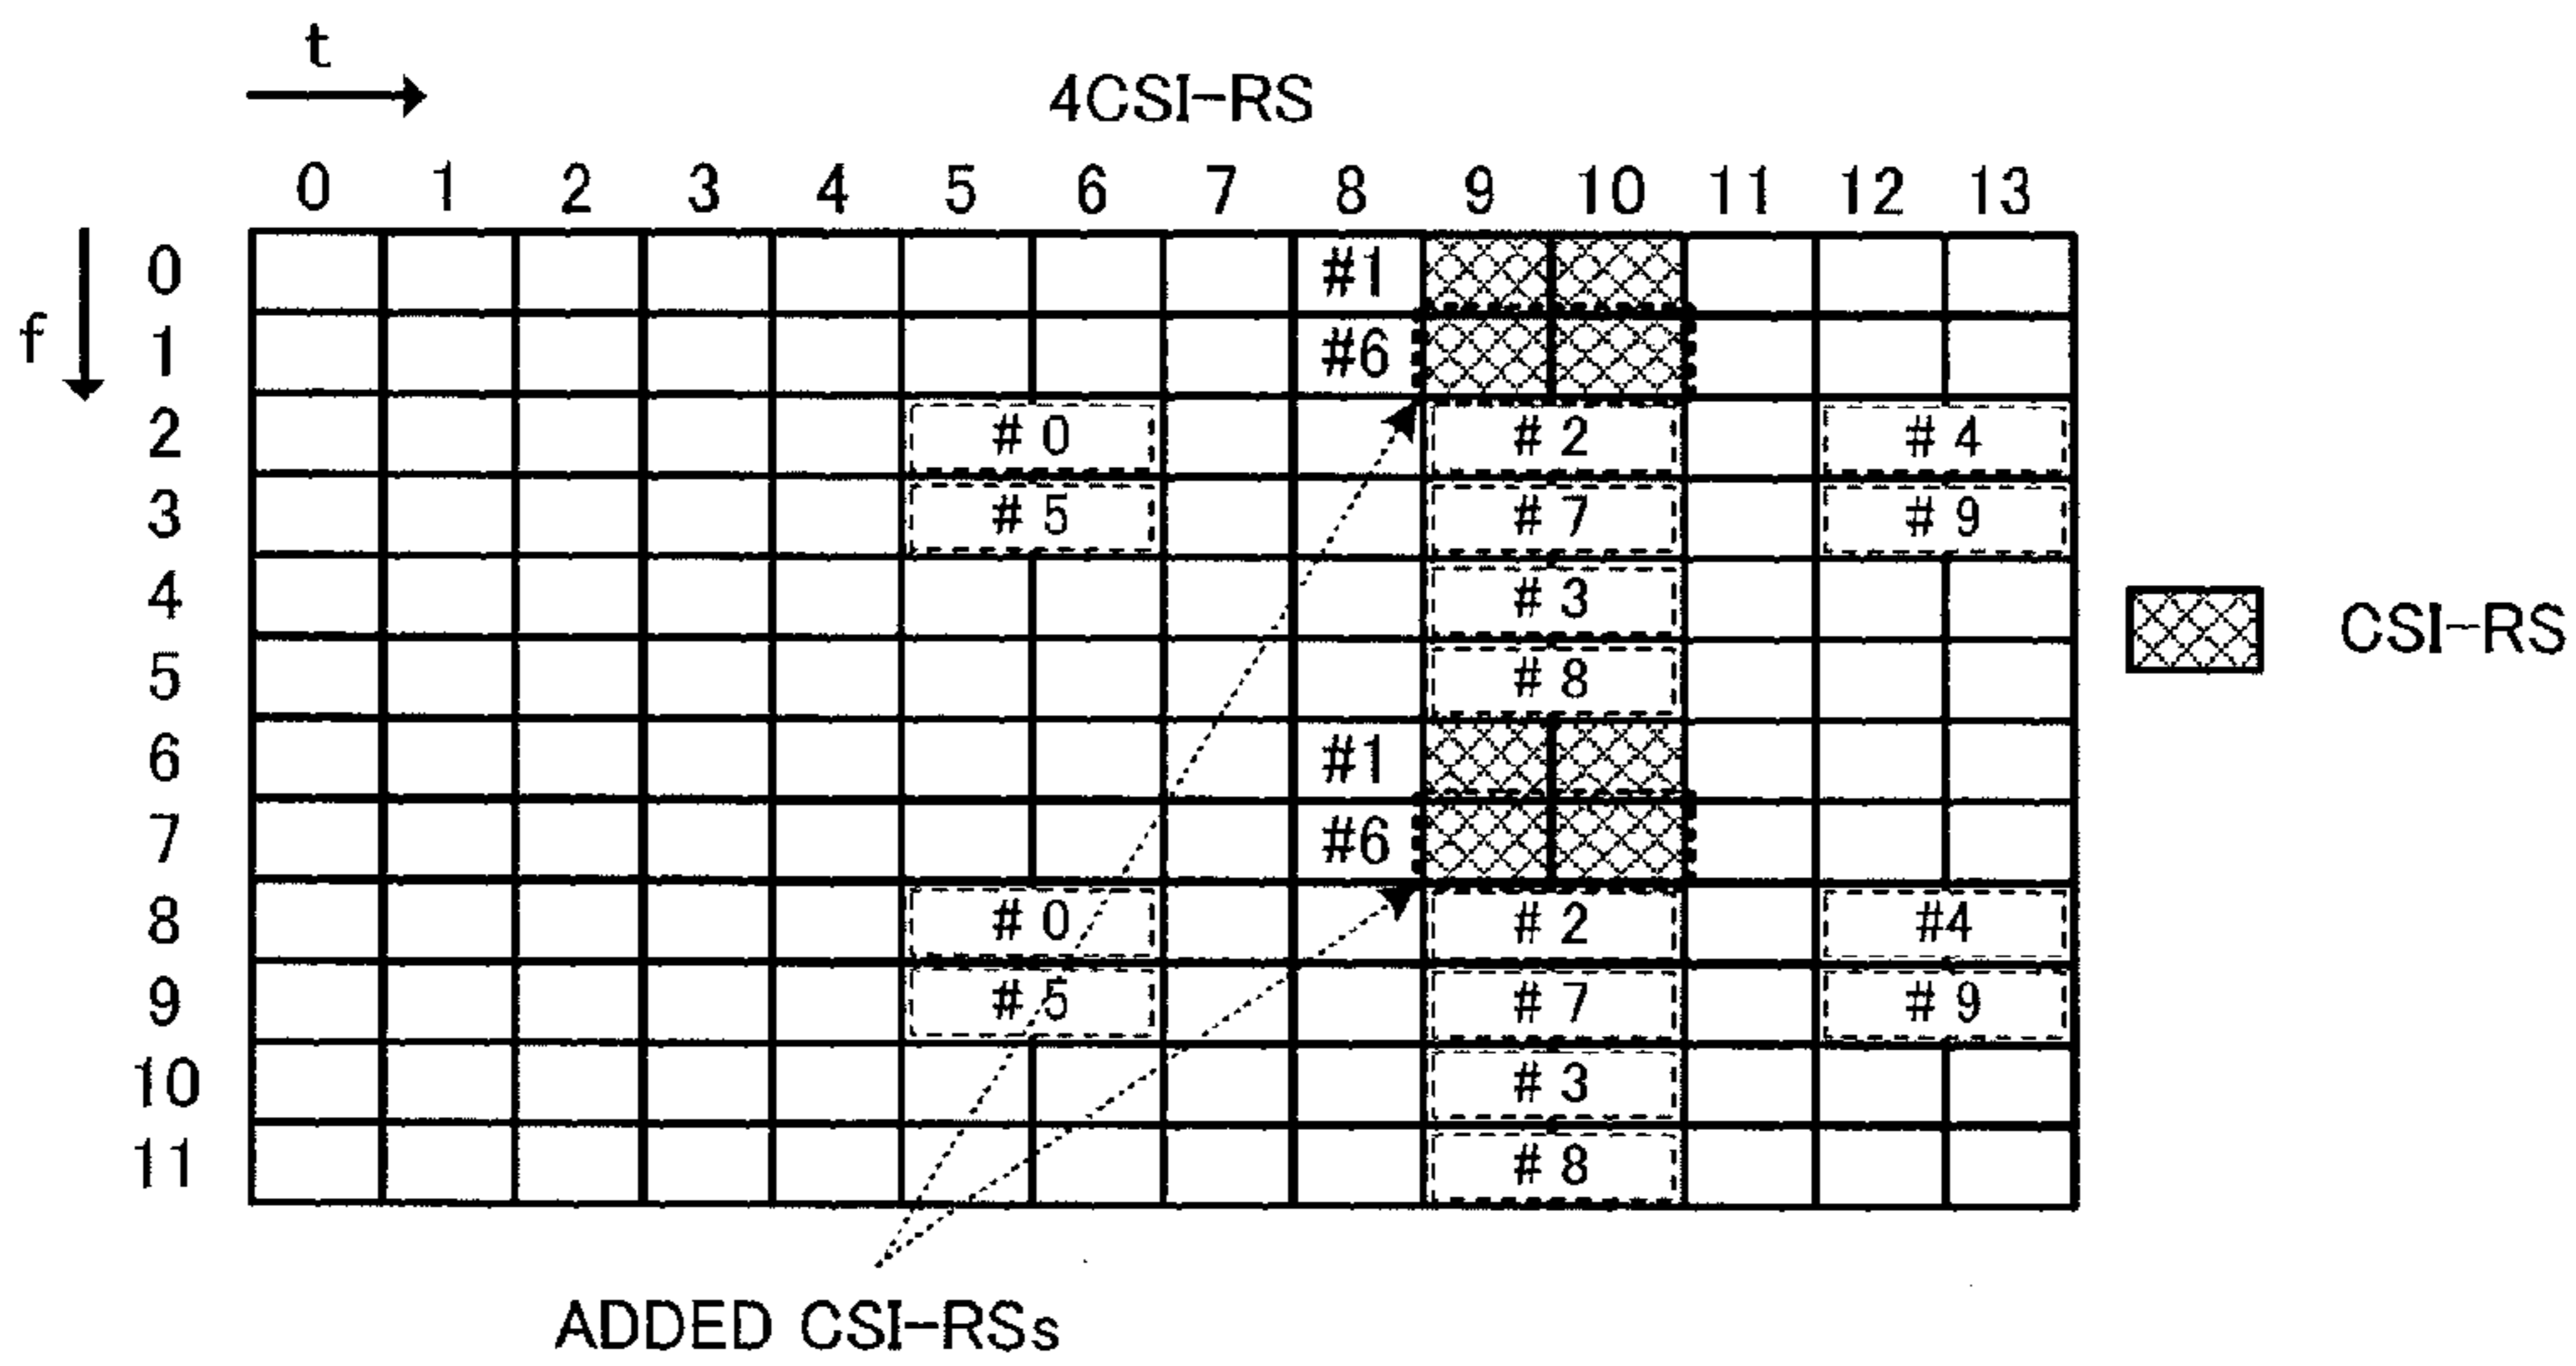 t
4CSI-RS
0 1 2 3 4 5 6 7 8 9 10 11 12 13
f
0 #1
1 #6
2 # 0 # 2 # 4
3 # 5 # 7 # 9
4 # 3
5 # 8
6 #1
7 #6
8 # 0 # 2 #4
9 # 5 # 7 # 9
10 # 3
11 # 8
CSI-RS
ADDED CSI-RSs